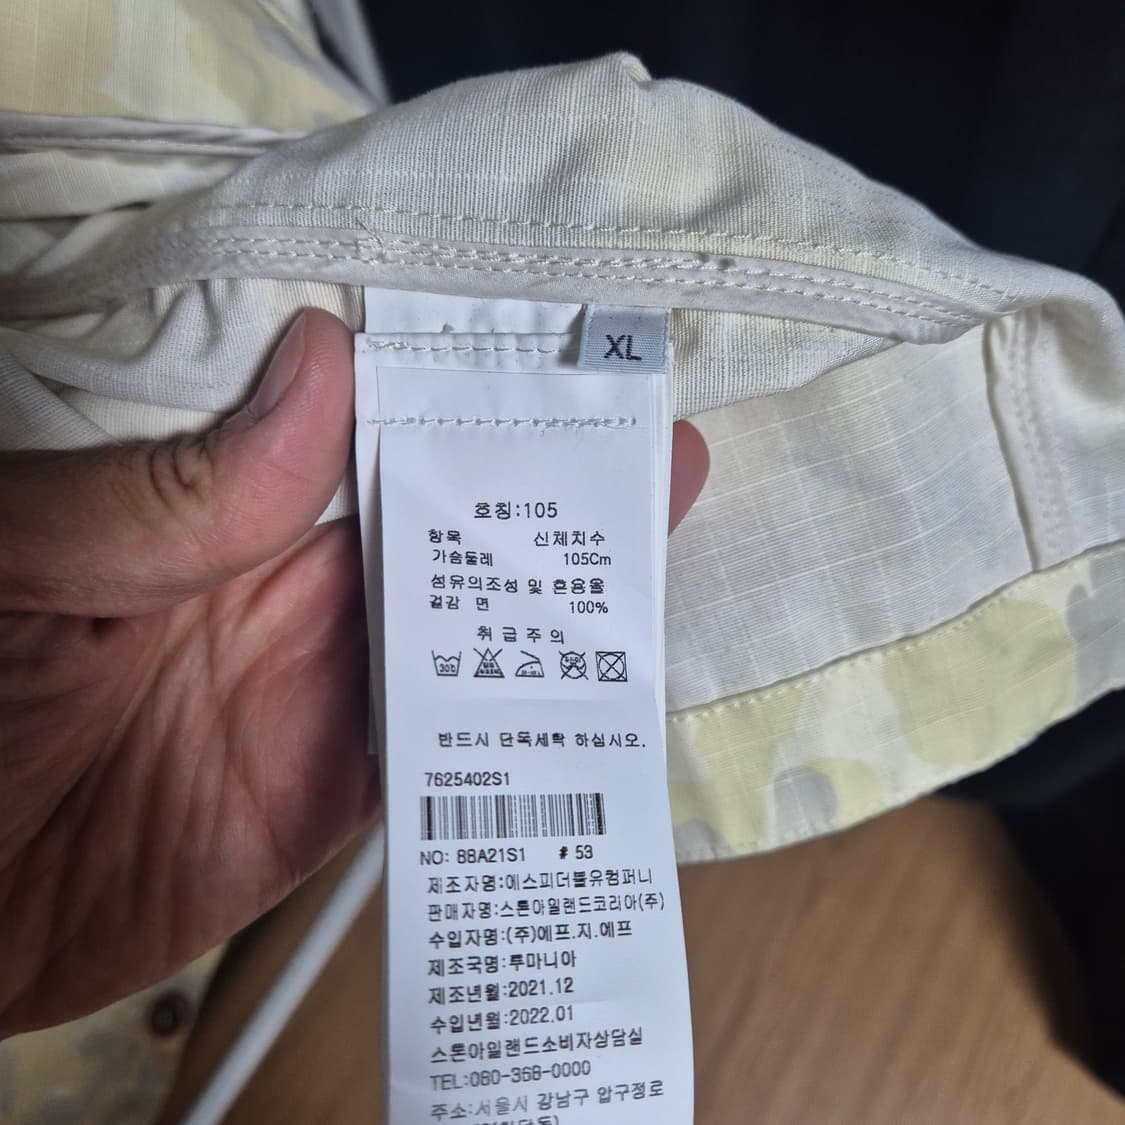 XL
호칭:105
항목 신체치수
가슴둘레 105Cm
섬유의조성 및 혼용율
겉감 면 100%
취급주의
반드시 단독세탁 하십시오.
7625402S1
NO: BBA21S1 # 53
제조자명:에스피더블유컴퍼니
판매자명:스톤아일랜드코리아(주)
수입자명:(주)에프.지.에프
제조국명:루마니아
제조년월:2021.12
수입년월:2022.01
스톤아일랜드소비자상담실
TEL:080-368-0000
주소:서울시 강남구 압구정로